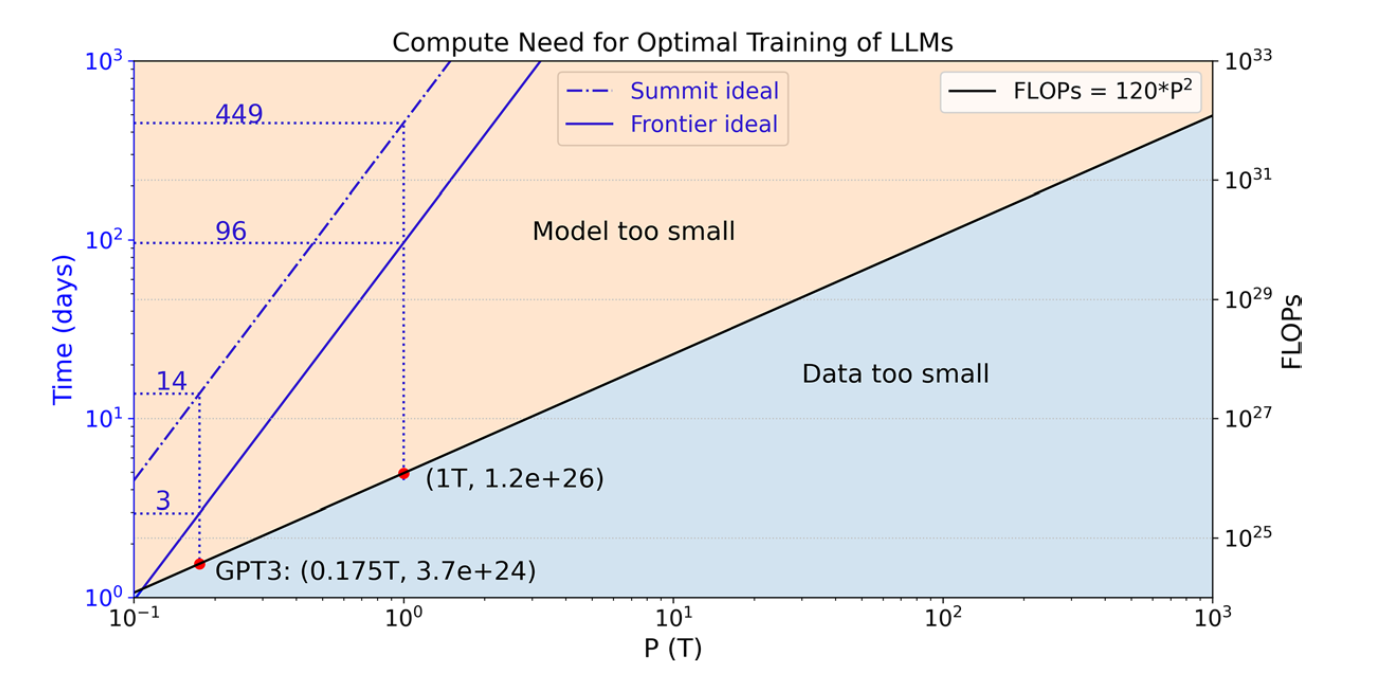 Compute Need for Optimal Training of LLMs
10³
10²
10¹
10⁰
Time (days)
449
96
14
3
Summit ideal
Frontier ideal
FLOPs = 120*P²
Model too small
Data too small
(1T, 1.2e+26)
GPT3: (0.175T, 3.7e+24)
10³³
10³¹
10²⁹
10²⁷
10²⁵
FLOPs
10⁻¹ 10⁰ 10¹ 10² 10³
P (T)